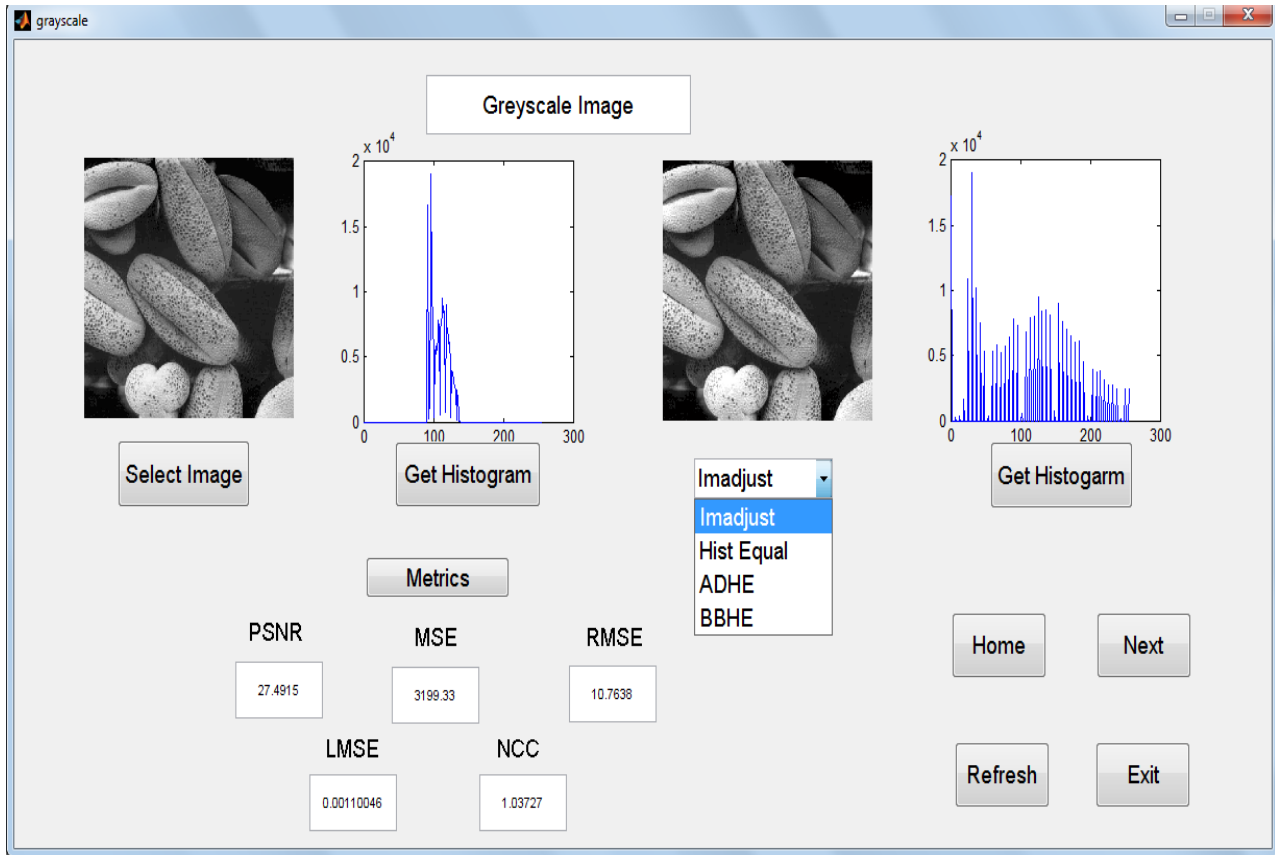 grayscale
Greyscale Image
x 10^4
2
1.5
1
0.5
0
0 100 200 300
x 10^4
2
1.5
1
0.5
0
0 100 200 300
Select Image
Get Histogram
Imadjust
Get Histogarm
Imadjust
Hist Equal
ADHE
BBHE
Metrics
PSNR MSE RMSE
27.4915 3199.33 10.7638
LMSE NCC
0.00110046 1.03727
Home Next
Refresh Exit